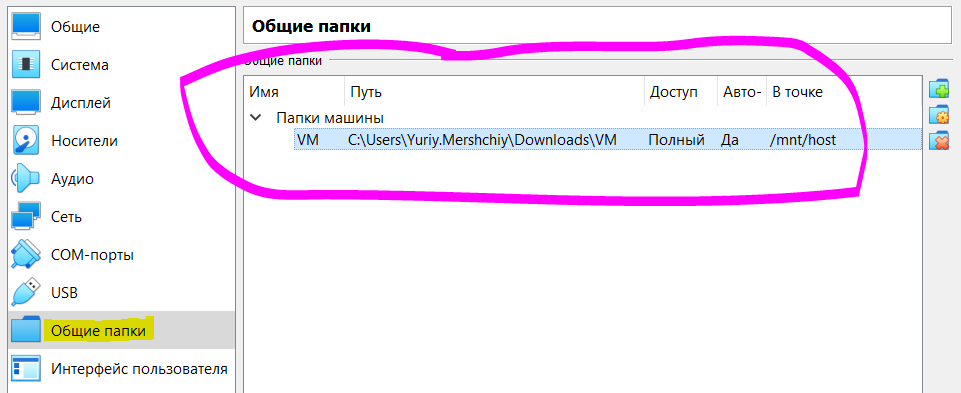 Общие
Система
Дисплей
Носители
Аудио
Сеть
COM-порты
USB
Общие папки
Интерфейс пользователя
Общие папки
Общие папки
Имя Путь Доступ Авто- В точке
Папки машины
VM C:\Users\Yuriy.Mershchiy\Downloads\VM Полный Да /mnt/host